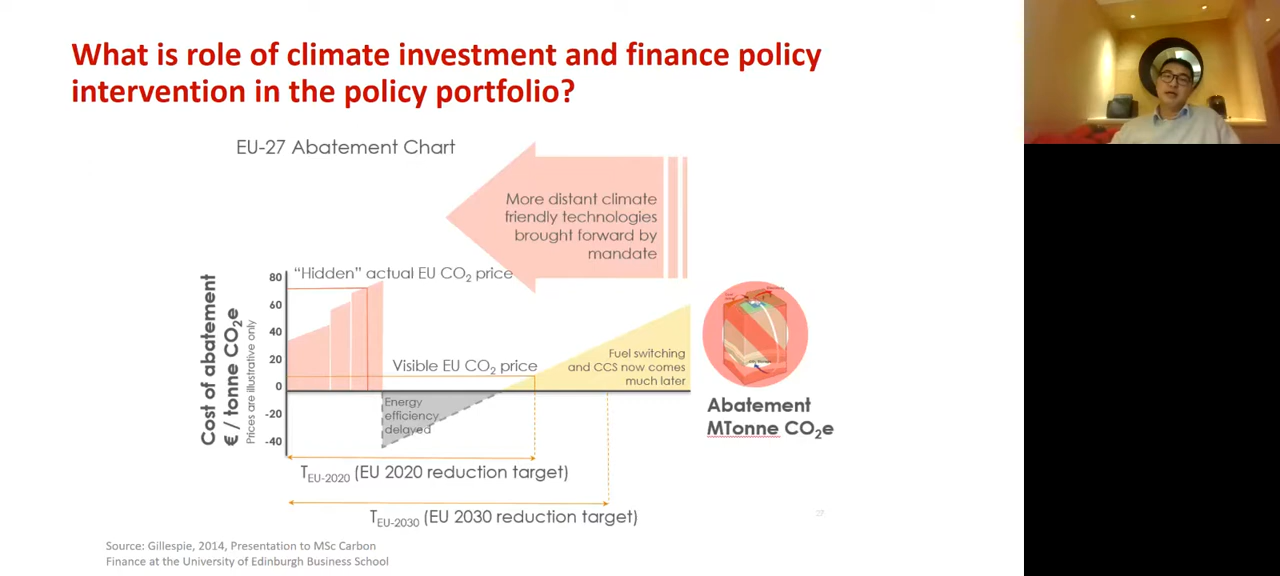 What is role of climate investment and finance policy
intervention in the policy portfolio?
EU-27 Abatement Chart
More distant climate
friendly technologies
brought forward by
mandate
Cost of abatement
€ / tonne CO2e
Prices are illustrative only
80
60
40
20
0
-20
-40
“Hidden” actual EU CO2 price
Visible EU CO2 price
Fuel switching
and CCS now comes
much later
Energy
efficiency
delayed
Abatement
MTonne CO2e
TEU-2020 (EU 2020 reduction target)
TEU-2030 (EU 2030 reduction target)
Source: Gillespie, 2014, Presentation to MSc Carbon
Finance at the University of Edinburgh Business School